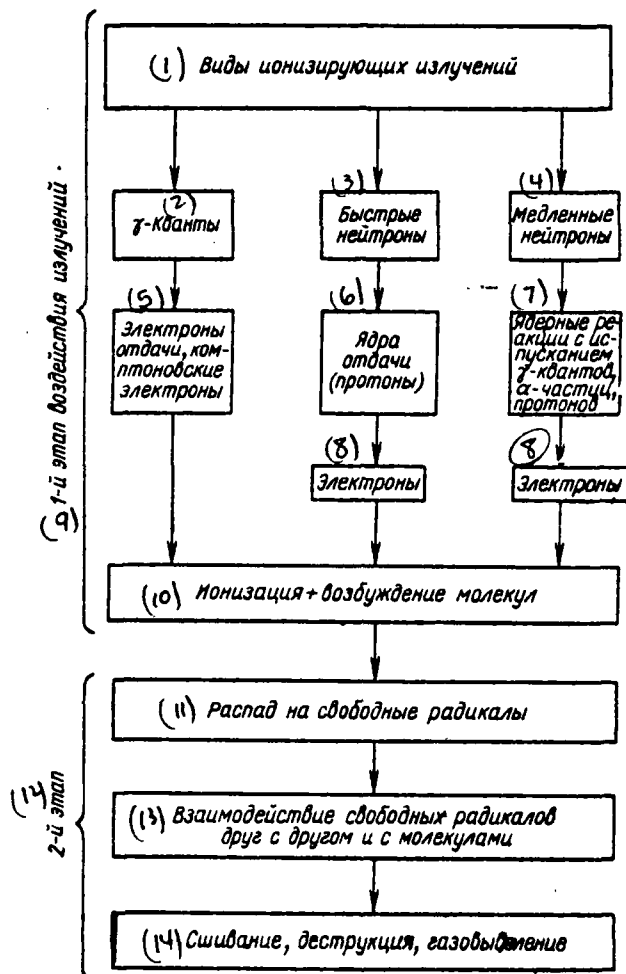 (1) Виды ионизирующих излучений
(2)
γ-кванты
(3)
Быстрые
нейтроны
(4)
Медленные
нейтроны
(5)
Электроны
отдачи, ком-
птоновские
электроны
(6)
Ядра
отдачи
(протоны)
(7)
Ядерные ре-
акции с ис-
пусканием
γ-квантов,
α-частиц,
протонов
(8)
Электроны
8
Электроны
(9) 1-й этап воздействия излучений.
(10) Ионизация + возбуждение молекул
(11) Распад на свободные радикалы
(12) 2-й этап
(13) Взаимодействие свободных радикалов
друг с другом и с молекулами
(14) Сшивание, деструкция, газовыделение